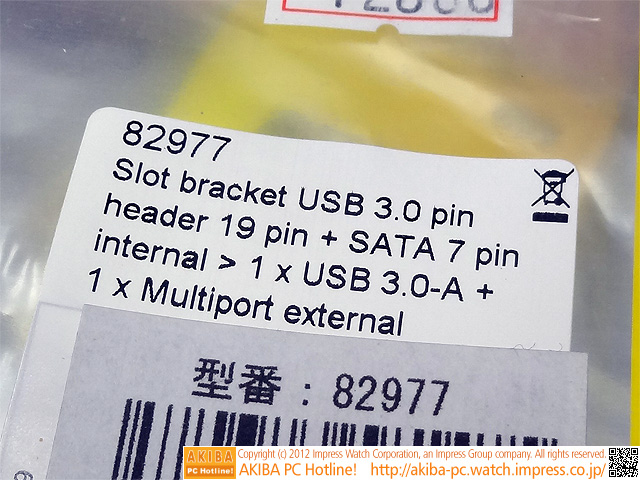 82977
Slot bracket USB 3.0 pin
header 19 pin + SATA 7 pin
internal > 1 x USB 3.0-A +
1 x Multiport external
型番：82977
AKIBA
PC Hotline!
Copyright (c) 2012 Impress Watch Corporation, an Impress Group company. All rights reserved.
AKIBA PC Hotline! http://akiba-pc.watch.impress.co.jp/